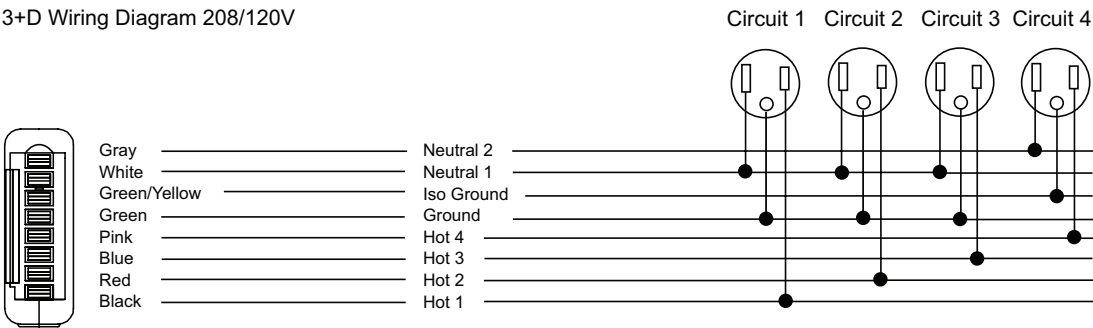 3+D Wiring Diagram 208/120V
Circuit 1 Circuit 2 Circuit 3 Circuit 4
Gray Neutral 2
White Neutral 1
Green/Yellow Iso Ground
Green Ground
Pink Hot 4
Blue Hot 3
Red Hot 2
Black Hot 1